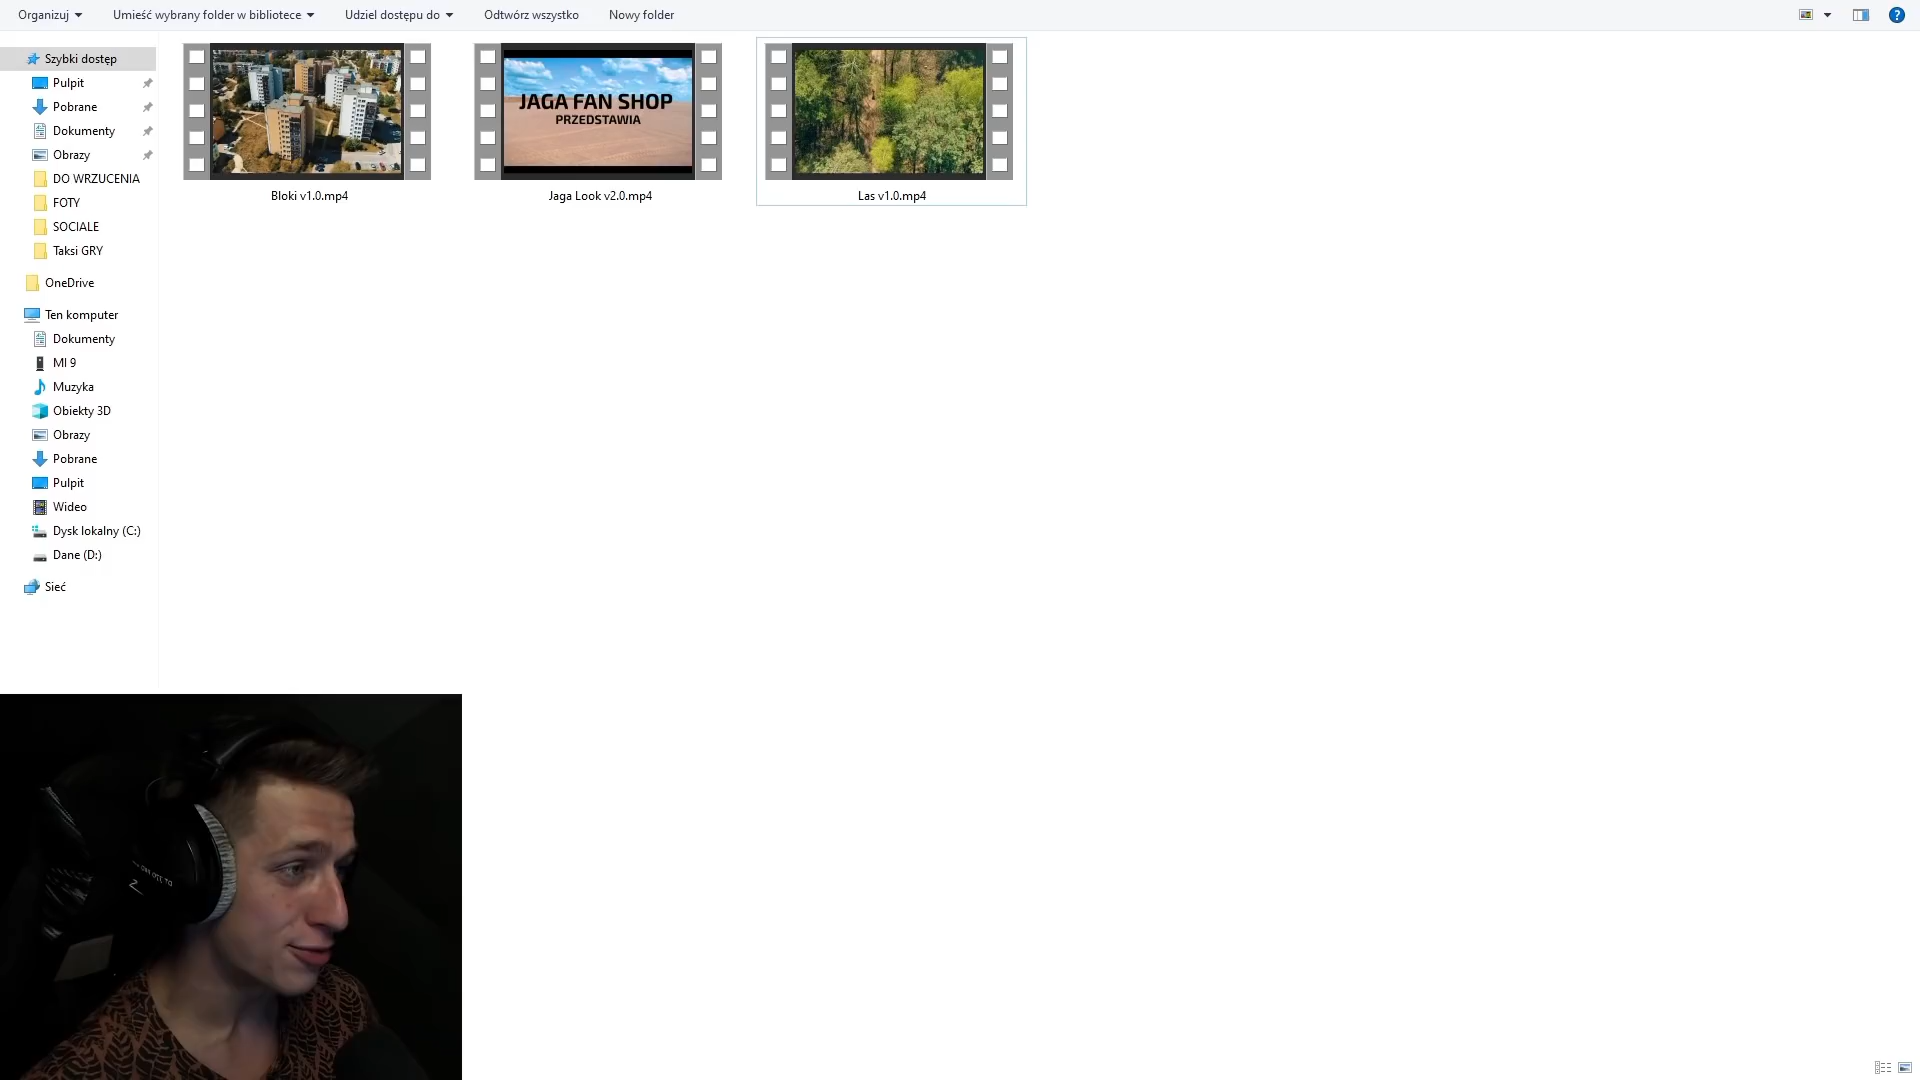 Organizuj
Umieść wybrany folder w bibliotece
Udziel dostępu do
Odtwórz wszystko
Nowy folder
?
Szybki dostęp
Pulpit
Pobrane
Dokumenty
Obrazy
DO WRZUCENIA
FOTY
SOCIALE
Taksi GRY
OneDrive
Ten komputer
Dokumenty
MI 9
Muzyka
Obiekty 3D
Obrazy
Pobrane
Pulpit
Wideo
Dysk lokalny (C:)
Dane (D:)
Sieć
JAGA FAN SHOP
PRZEDSTAWIA
Bloki v1.0.mp4
Jaga Look v2.0.mp4
Las v1.0.mp4
DT 770 PRO